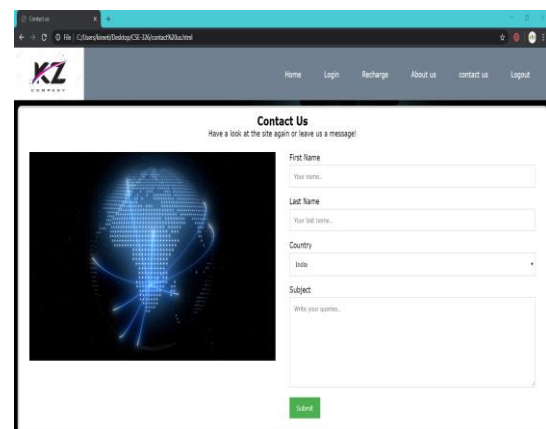 Contact us
File | C:/Users/kreeti/Desktop/CSE-326/contact%20us.html
KZ
COMPANY
Home Login Recharge About us contact us Logout
Contact Us
Have a look at the site again or leave us a message!
First Name
Your name..
Last Name
Your last name..
Country
India
Subject
Write your queries..
Submit